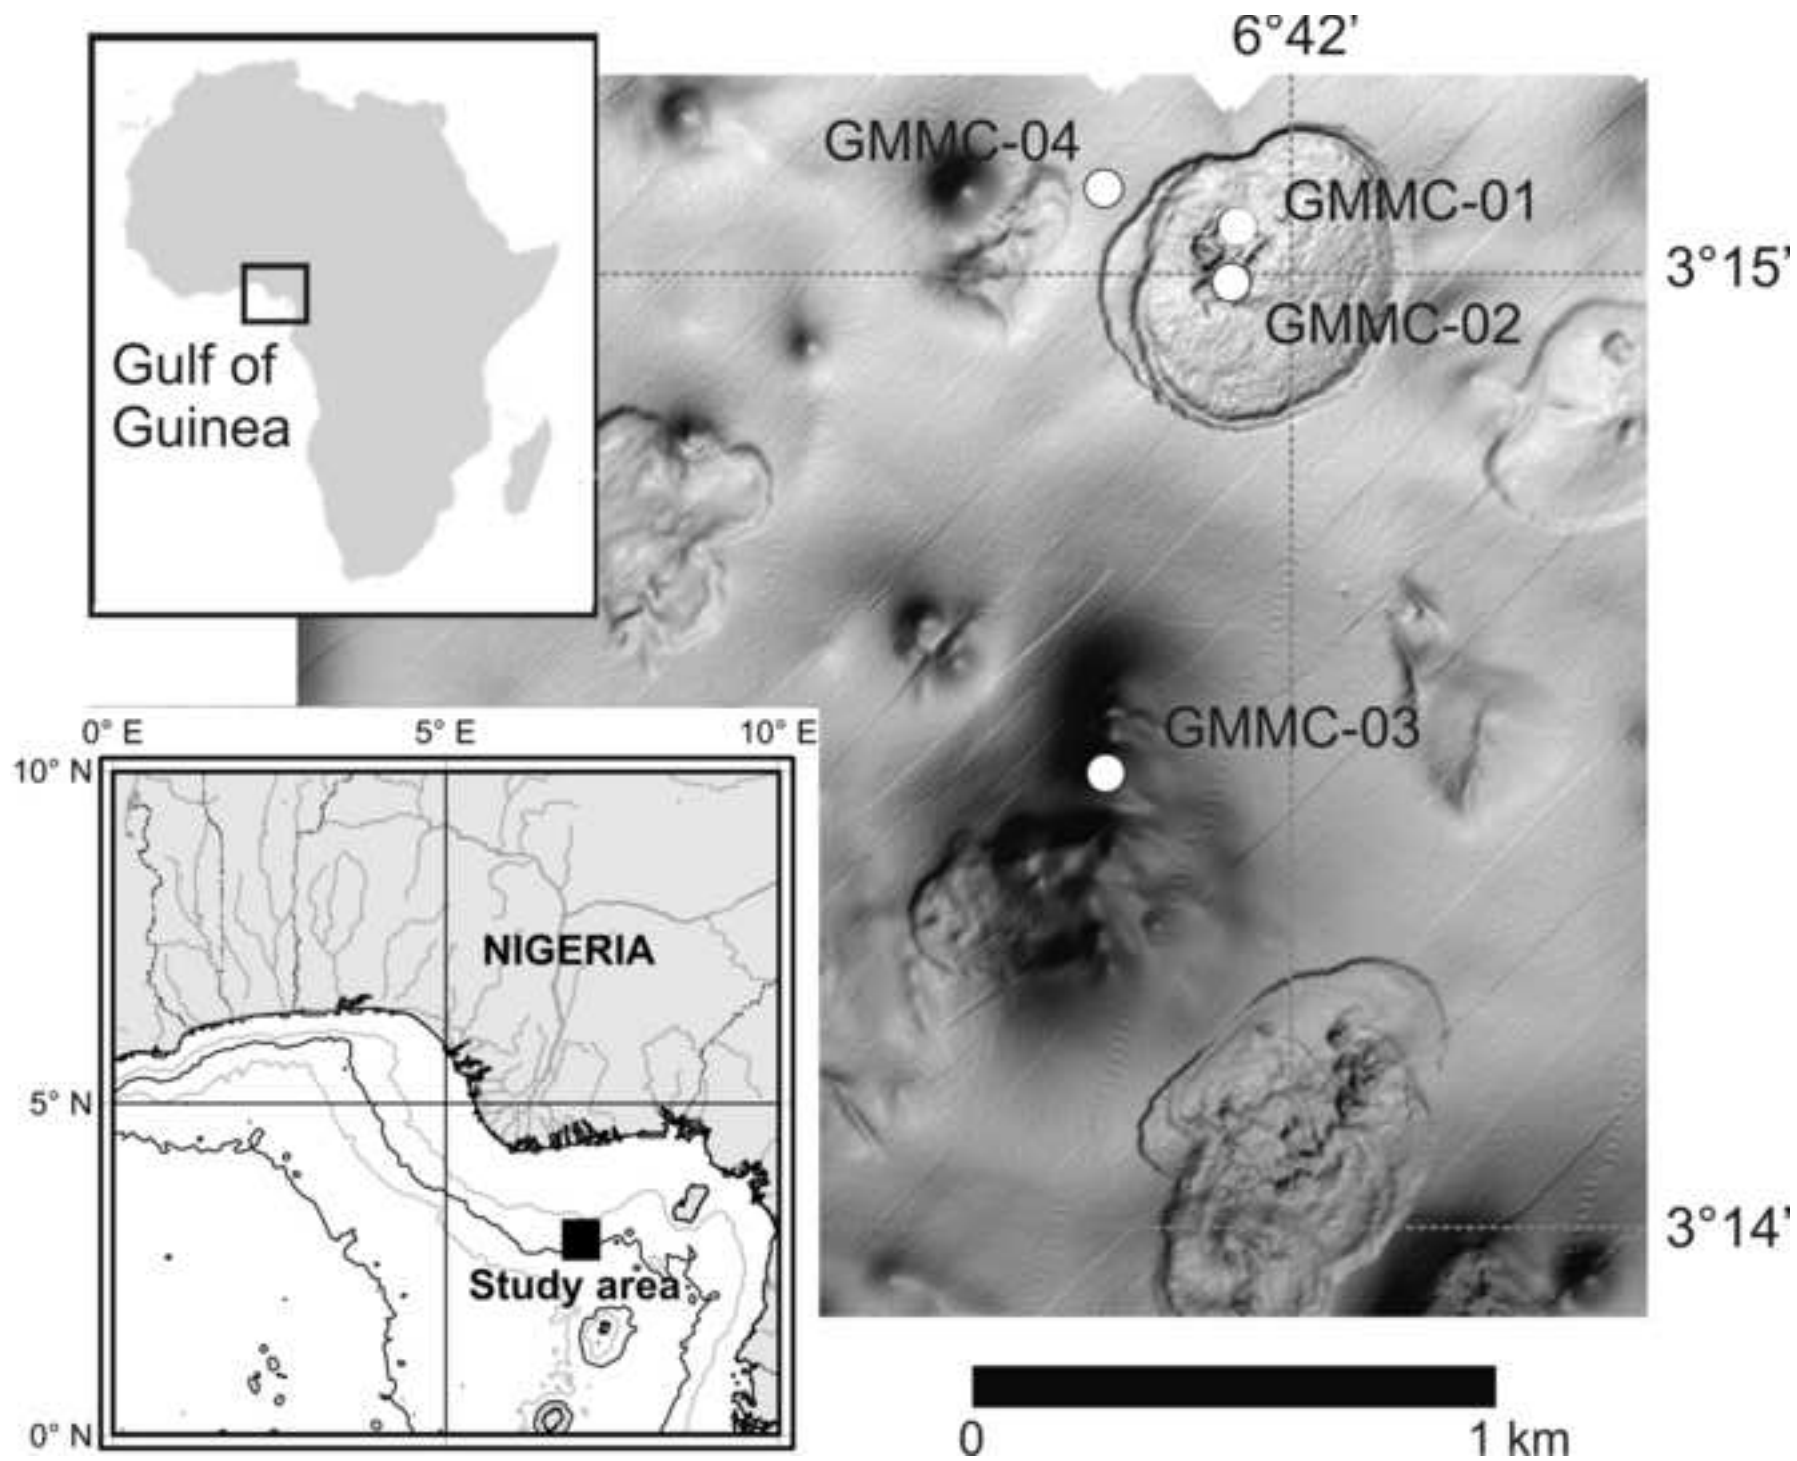 6°42'
GMMC-04
GMMC-01
3°15'
GMMC-02
Gulf of
Guinea
GMMC-03
0° E 5° E 10° E
10° N
NIGERIA
5° N
3°14'
Study area
0° N
0 1 km